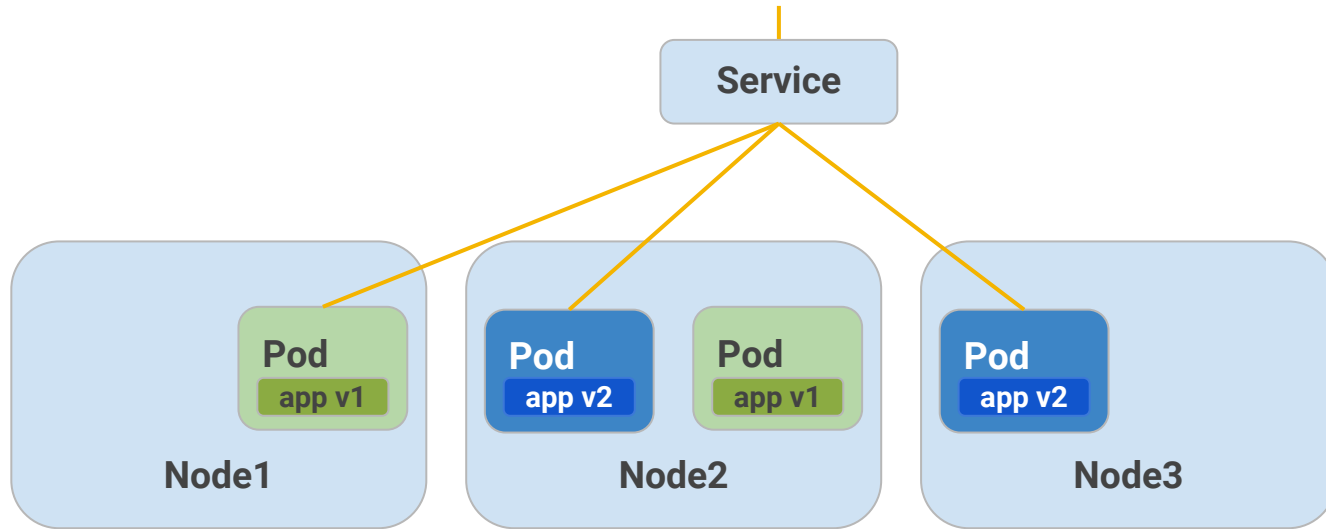 Service
Pod
app v1
Node1
Pod
app v2
Pod
app v1
Node2
Pod
app v2
Node3